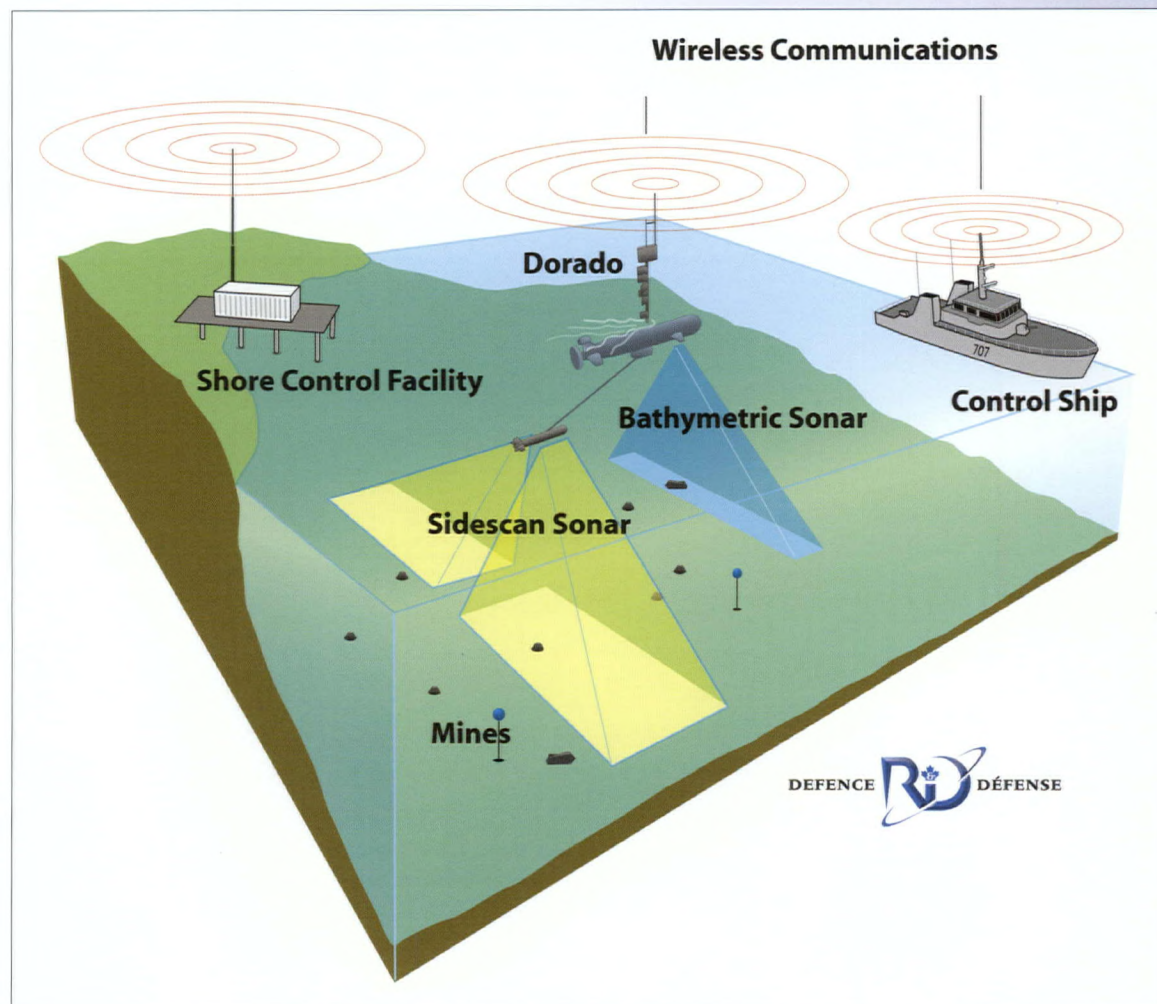 Wireless Communications
Dorado
707
Shore Control Facility
Control Ship
Bathymetric Sonar
Sidescan Sonar
Mines
DEFENCE R&D DÉFENSE